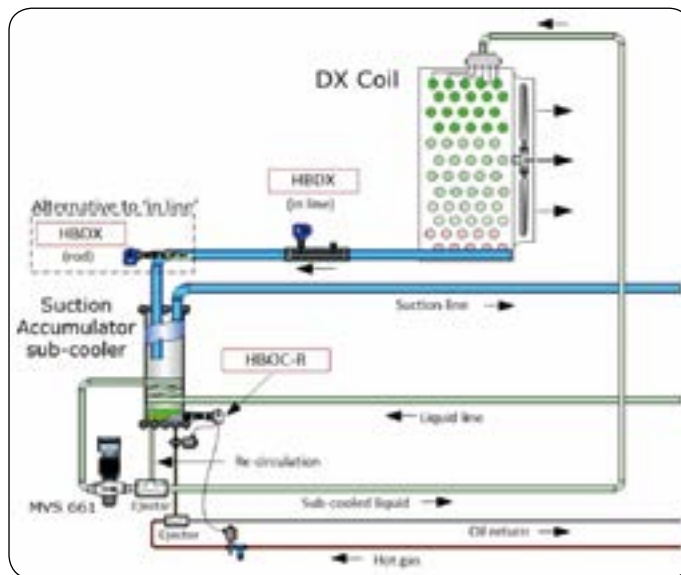 DX Coil
HBDX
(in line)
Alternative to 'in line'
HBDX
(rod)
Suction
Accumulator
sub-cooler
Suction line
HBOC-R
Liquid line
Re-circulation
MVS 661
Ejector
Sub-cooled liquid
Ejector
Oil return
Hot gas